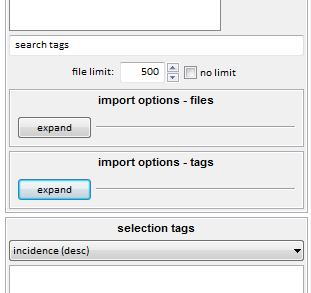 search tags
file limit: 500 no limit
import options - files
expand
import options - tags
expand
selection tags
incidence (desc)